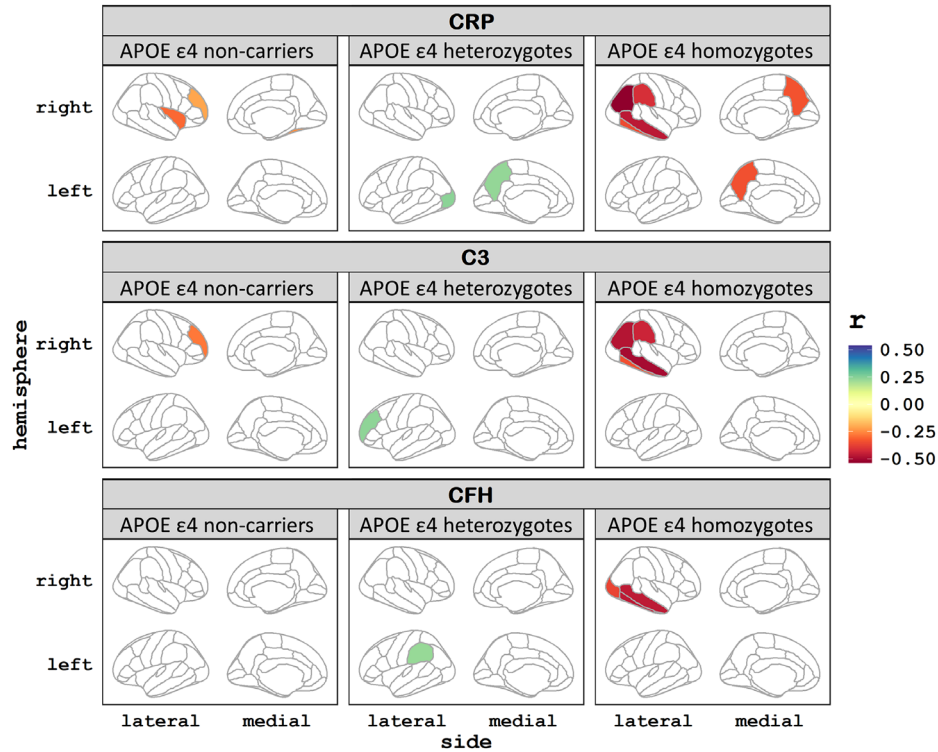 CRP
APOE ε4 non-carriers APOE ε4 heterozygotes APOE ε4 homozygotes
right
left
C3
APOE ε4 non-carriers APOE ε4 heterozygotes APOE ε4 homozygotes
right
left
CFH
APOE ε4 non-carriers APOE ε4 heterozygotes APOE ε4 homozygotes
right
left
lateral medial lateral medial lateral medial
side
hemisphere
r
0.50
0.25
0.00
−0.25
−0.50